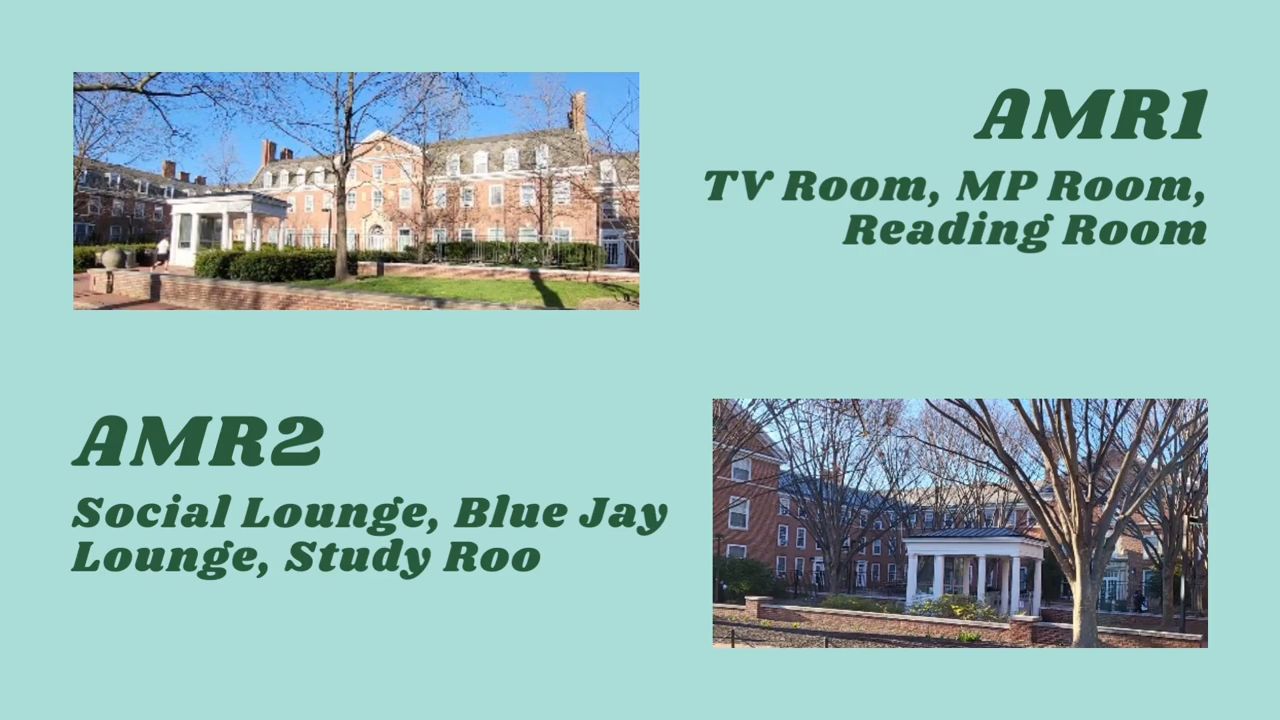 AMR1
TV Room, MP Room,
Reading Room
AMR2
Social Lounge, Blue Jay
Lounge, Study Roo